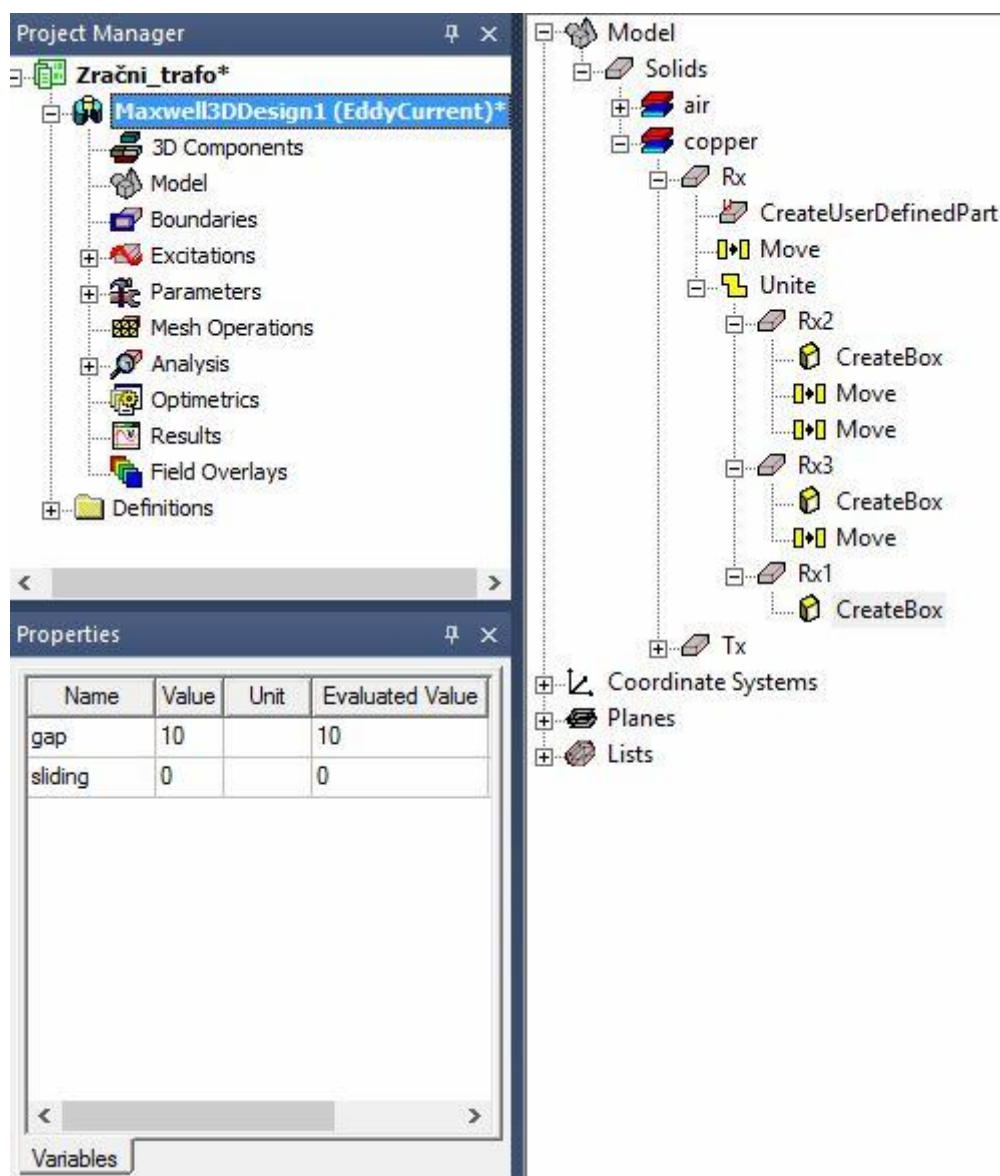 Project Manager
Zračni_trafo*
Maxwell3DDesign1 (EddyCurrent)*
3D Components
Model
Boundaries
Excitations
Parameters
Mesh Operations
Analysis
Optimetrics
Results
Field Overlays
Definitions
Properties
Name Value Unit Evaluated Value
gap 10 10
sliding 0 0
Variables
Model
Solids
air
copper
Rx
CreateUserDefinedPart
Move
Unite
Rx2
CreateBox
Move
Move
Rx3
CreateBox
Move
Rx1
CreateBox
Tx
Coordinate Systems
Planes
Lists